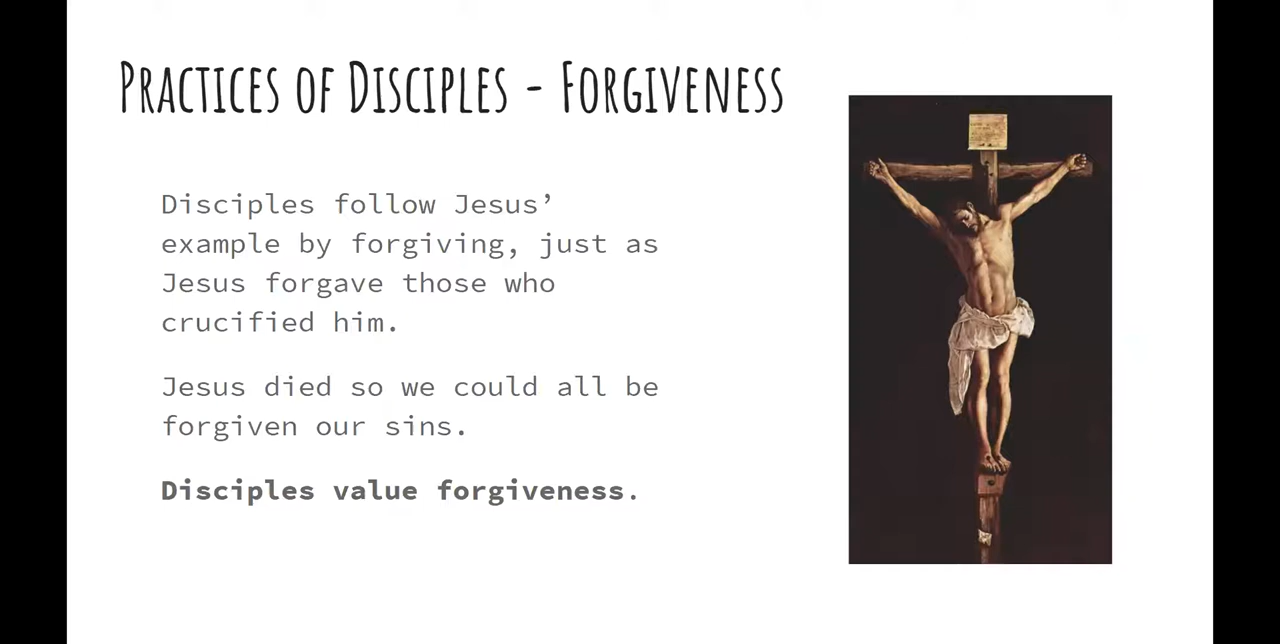 Practices of Disciples - Forgiveness
Disciples follow Jesus’
example by forgiving, just as
Jesus forgave those who
crucified him.
Jesus died so we could all be
forgiven our sins.
Disciples value forgiveness.